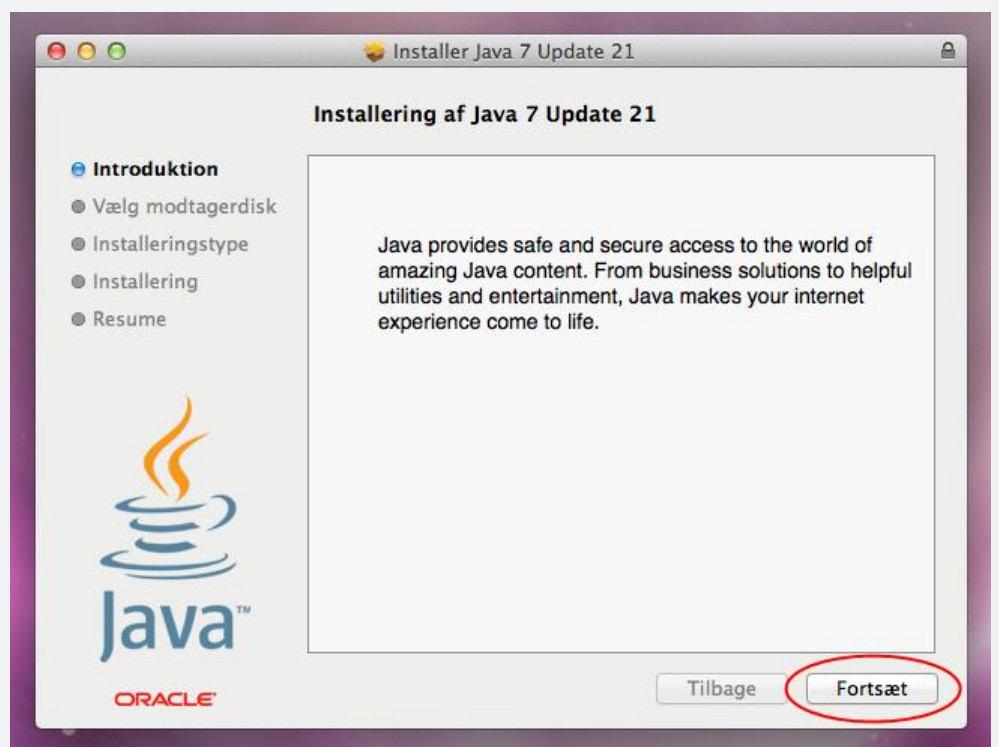 Installer Java 7 Update 21
Installering af Java 7 Update 21
Introduktion
Vælg modtagerdisk
Installeringstype
Installering
Resume
Java provides safe and secure access to the world of
amazing Java content. From business solutions to helpful
utilities and entertainment, Java makes your internet
experience come to life.
Java™
ORACLE®
Tilbage
Fortsæt